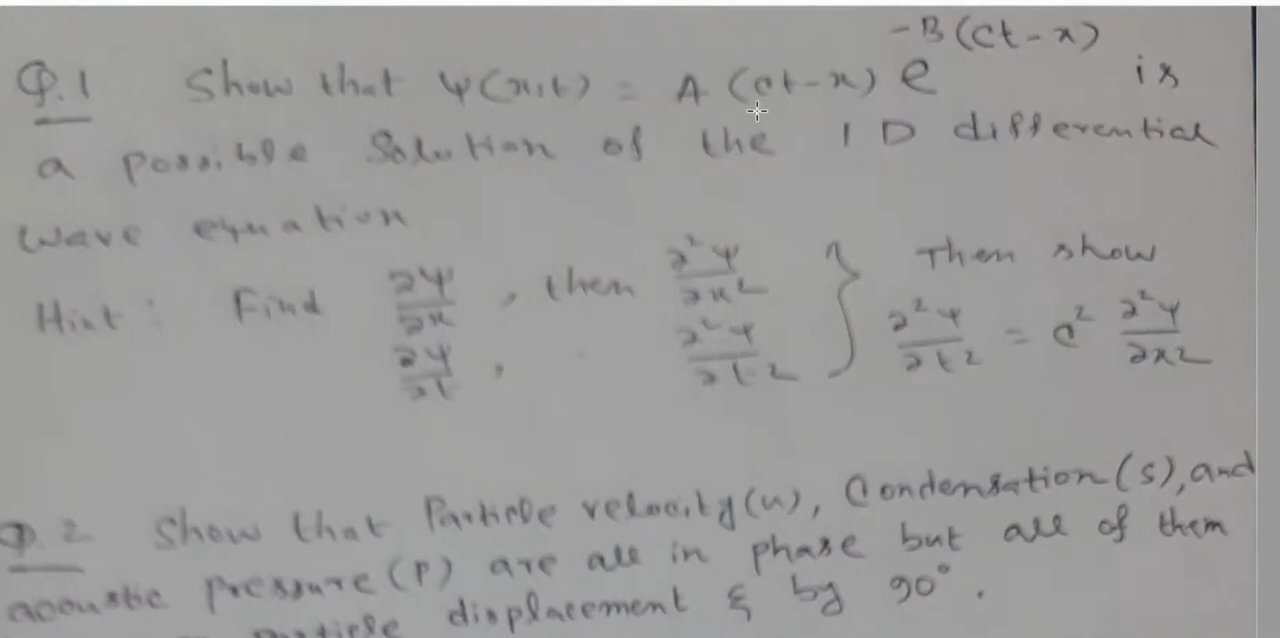 Q.1 Show that ψ(x,t) = A (ct-x) e^{-B(ct-x)} is
a possible solution of the 1 D differential
wave equation
Hint: Find ∂ψ/∂x, then ∂²ψ/∂x² } Then show
∂ψ/∂t, ∂²ψ/∂t² ∂²ψ/∂t² = c² ∂²ψ/∂x²
Q.2 Show that Particle velocity (u), Condensation (s), and
acoustic pressure (P) are all in phase but all of them
particle displacement ξ by 90°.